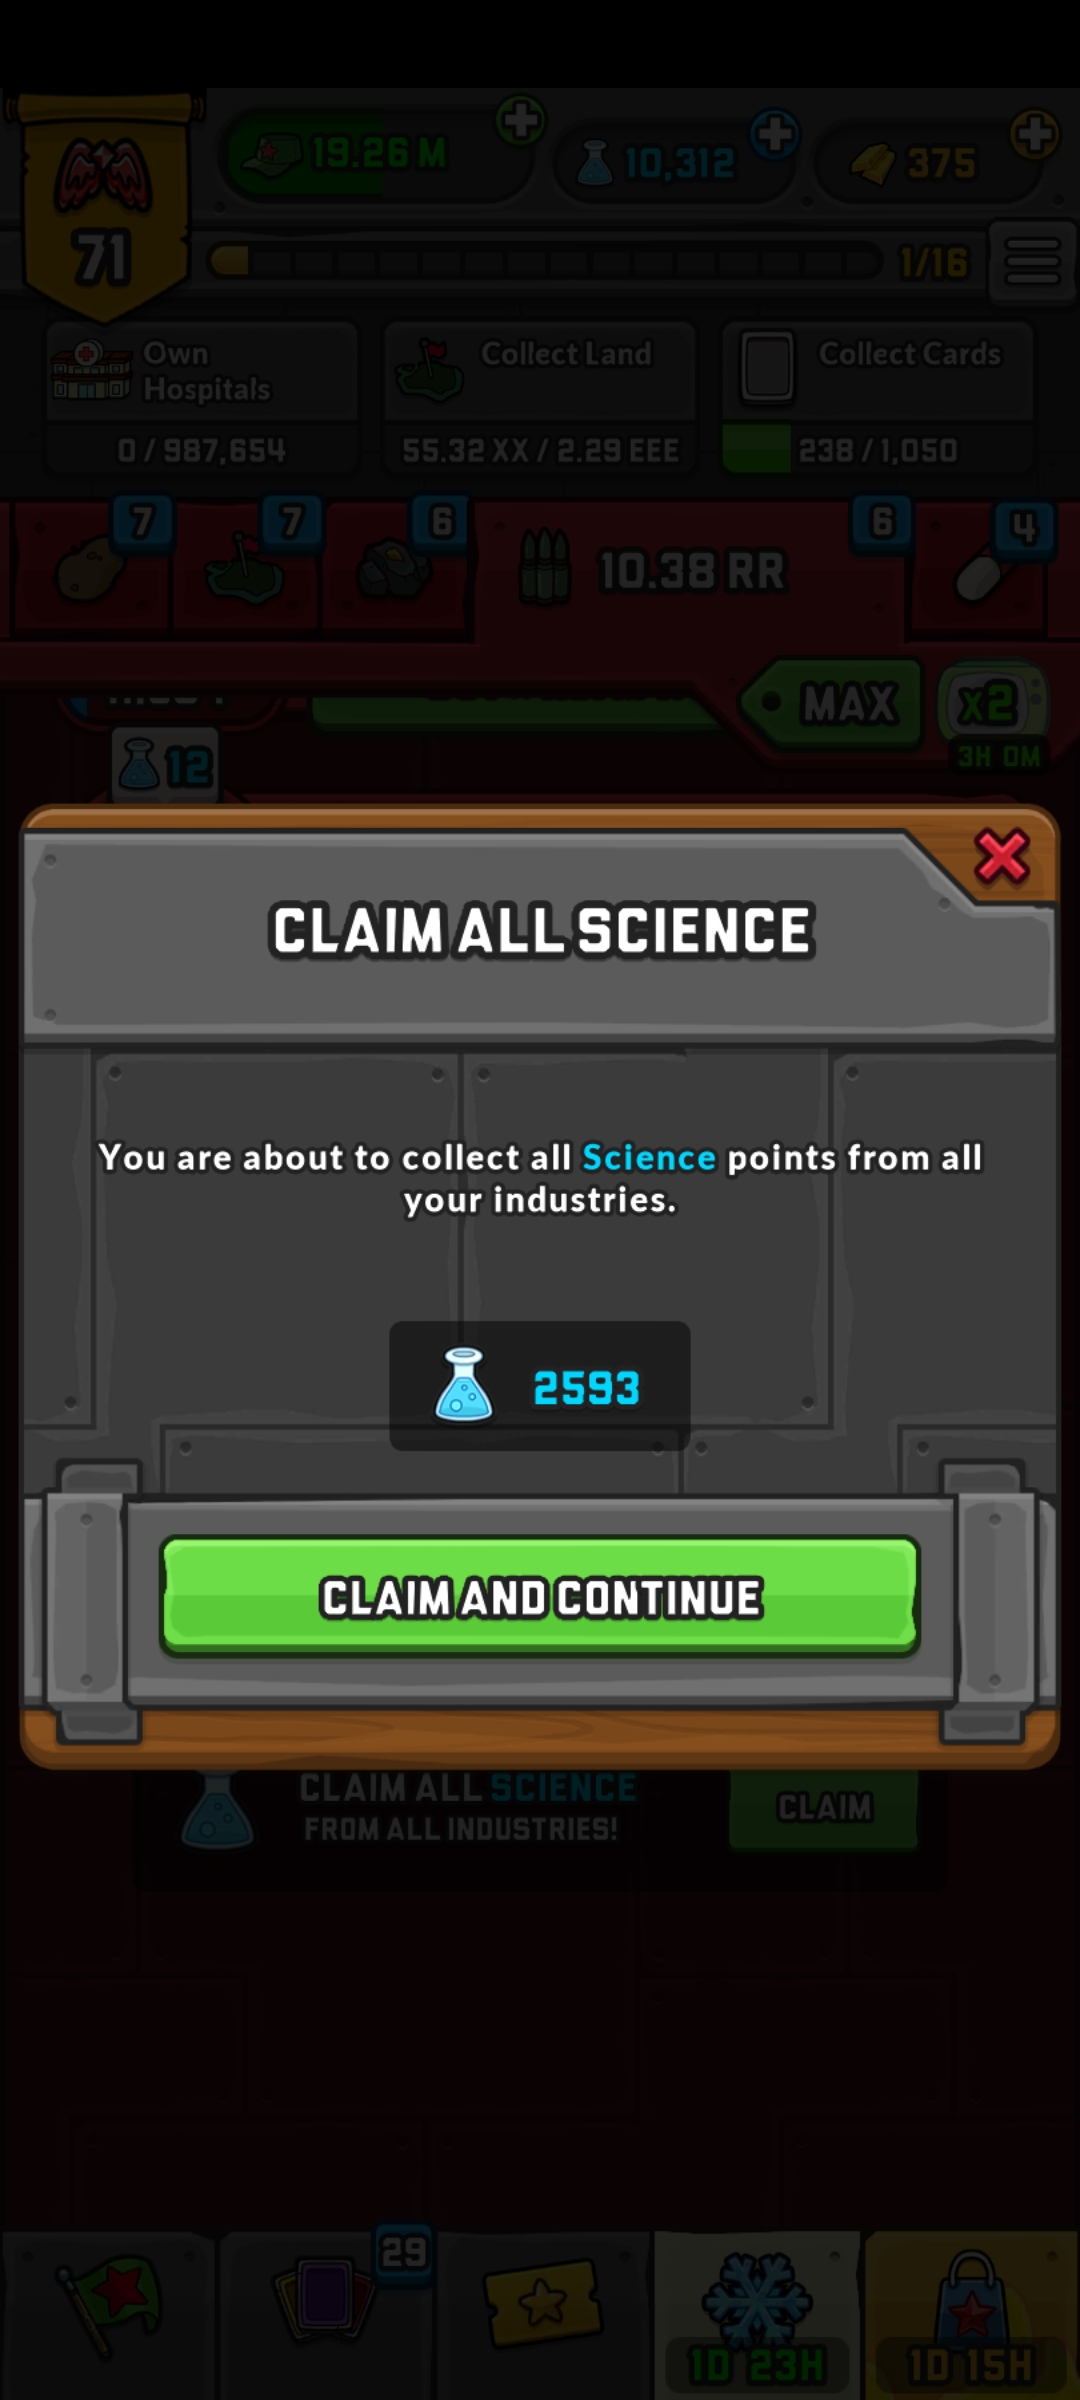 71
19.26 M
10,312
375
1/16
Own
Hospitals
0 / 987,654
Collect Land
55.32 XX / 2.29 EEE
Collect Cards
238 / 1,050
7
7
6
10.38 RR
6
4
MAX
x2
3H 0M
12
CLAIM ALL SCIENCE
You are about to collect all Science points from all
your industries.
2593
CLAIM AND CONTINUE
CLAIM ALL SCIENCE
FROM ALL INDUSTRIES!
CLAIM
29
1D 23H
1D 15H